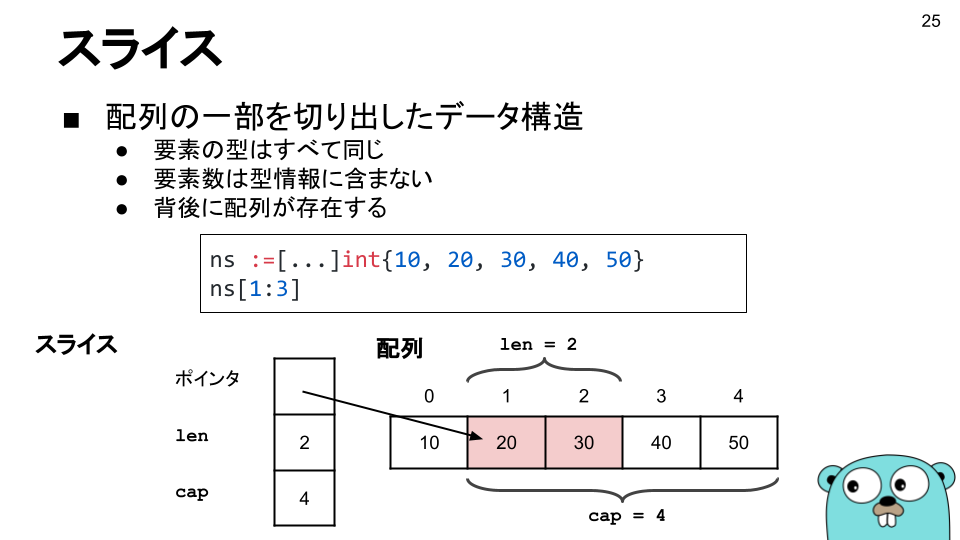 25
スライス
■ 配列の一部を切り出したデータ構造
● 要素の型はすべて同じ
● 要素数は型情報に含まない
● 背後に配列が存在する
ns :=[...]int{10, 20, 30, 40, 50}
ns[1:3]
スライス
配列
len = 2
ポインタ
0 1 2 3 4
len 2
10 20 30 40 50
cap 4
cap = 4